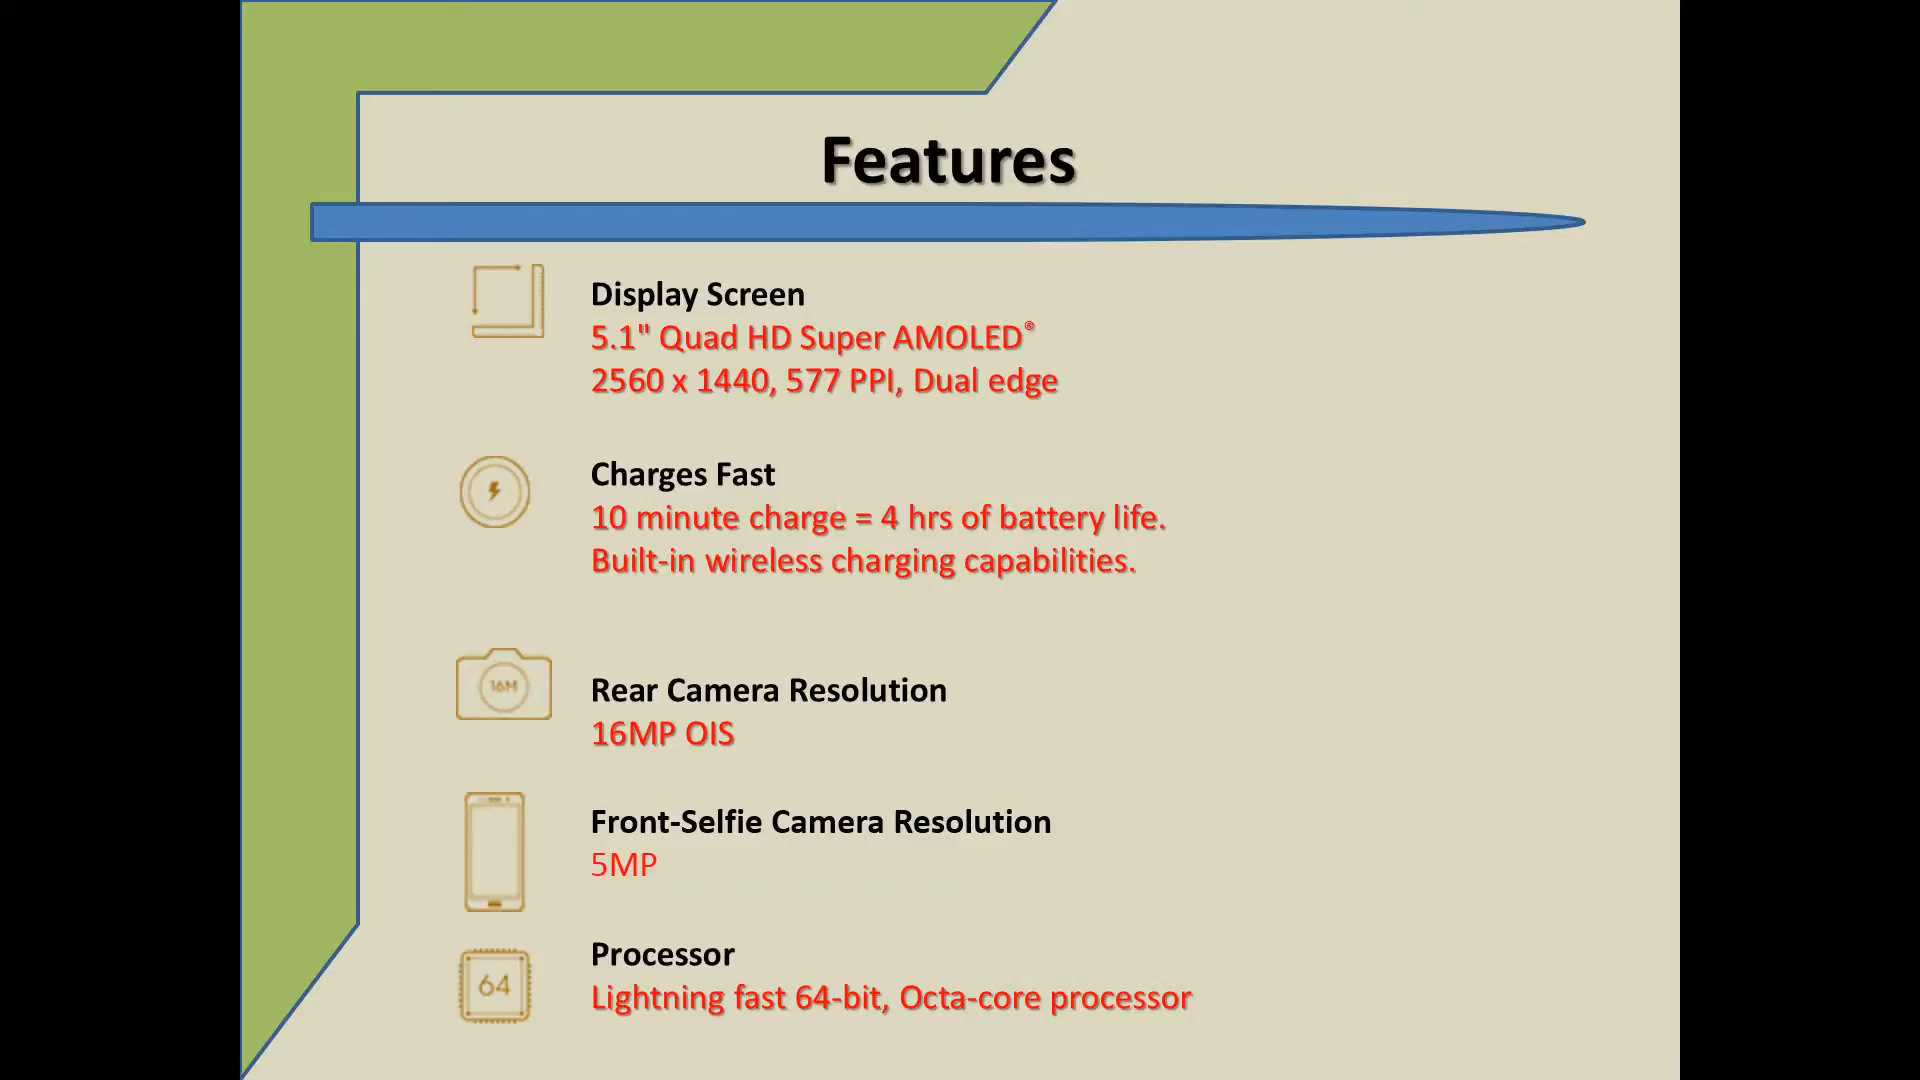 Features
Display Screen
5.1" Quad HD Super AMOLED®
2560 x 1440, 577 PPI, Dual edge
Charges Fast
10 minute charge = 4 hrs of battery life.
Built-in wireless charging capabilities.
16M
Rear Camera Resolution
16MP OIS
Front-Selfie Camera Resolution
5MP
Processor
64
Lightning fast 64-bit, Octa-core processor